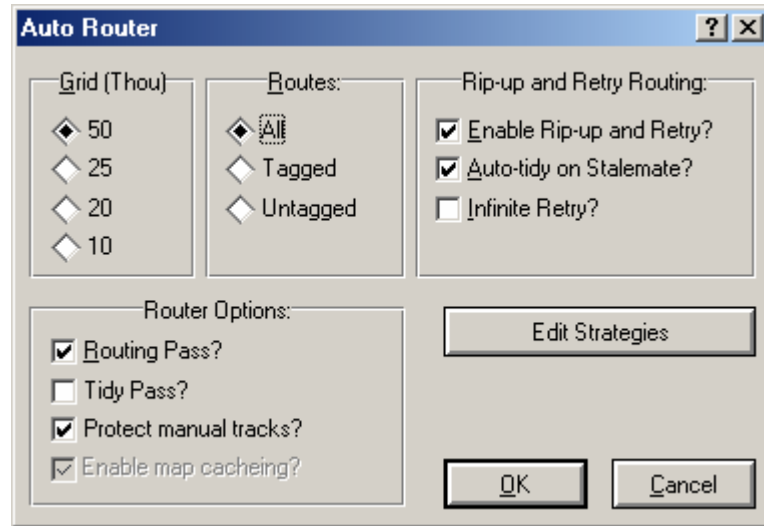 Auto Router
Grid (Thou)
50
25
20
10
Routes:
All
Tagged
Untagged
Rip-up and Retry Routing:
Enable Rip-up and Retry?
Auto-tidy on Stalemate?
Infinite Retry?
Router Options:
Routing Pass?
Tidy Pass?
Protect manual tracks?
Enable map cacheing?
Edit Strategies
OK
Cancel